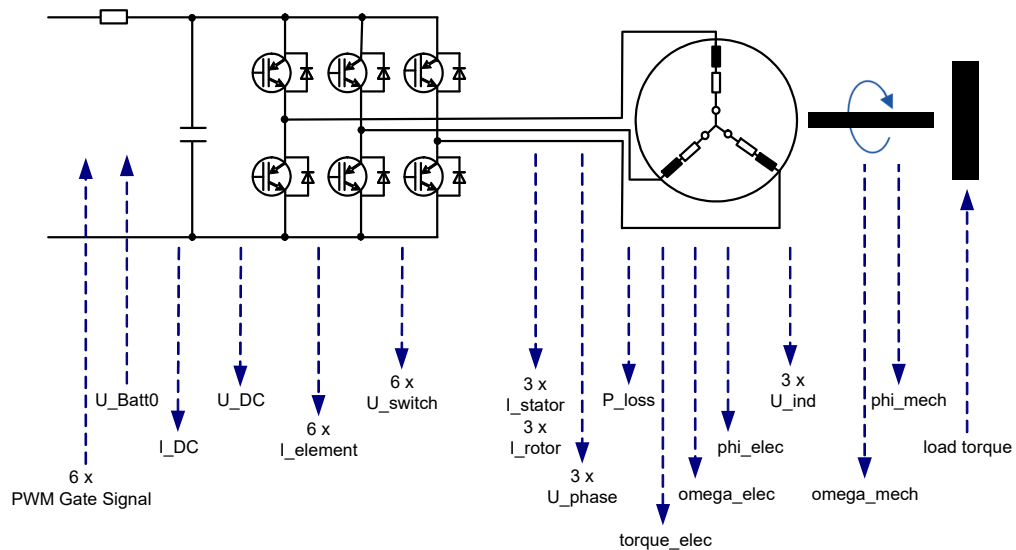 6 x
PWM Gate Signal
U_Batt0
I_DC
U_DC
6 x
I_element
6 x
U_switch
3 x
I_stator
3 x
I_rotor
3 x
U_phase
P_loss
torque_elec
omega_elec
phi_elec
3 x
U_ind
omega_mech
phi_mech
load torque